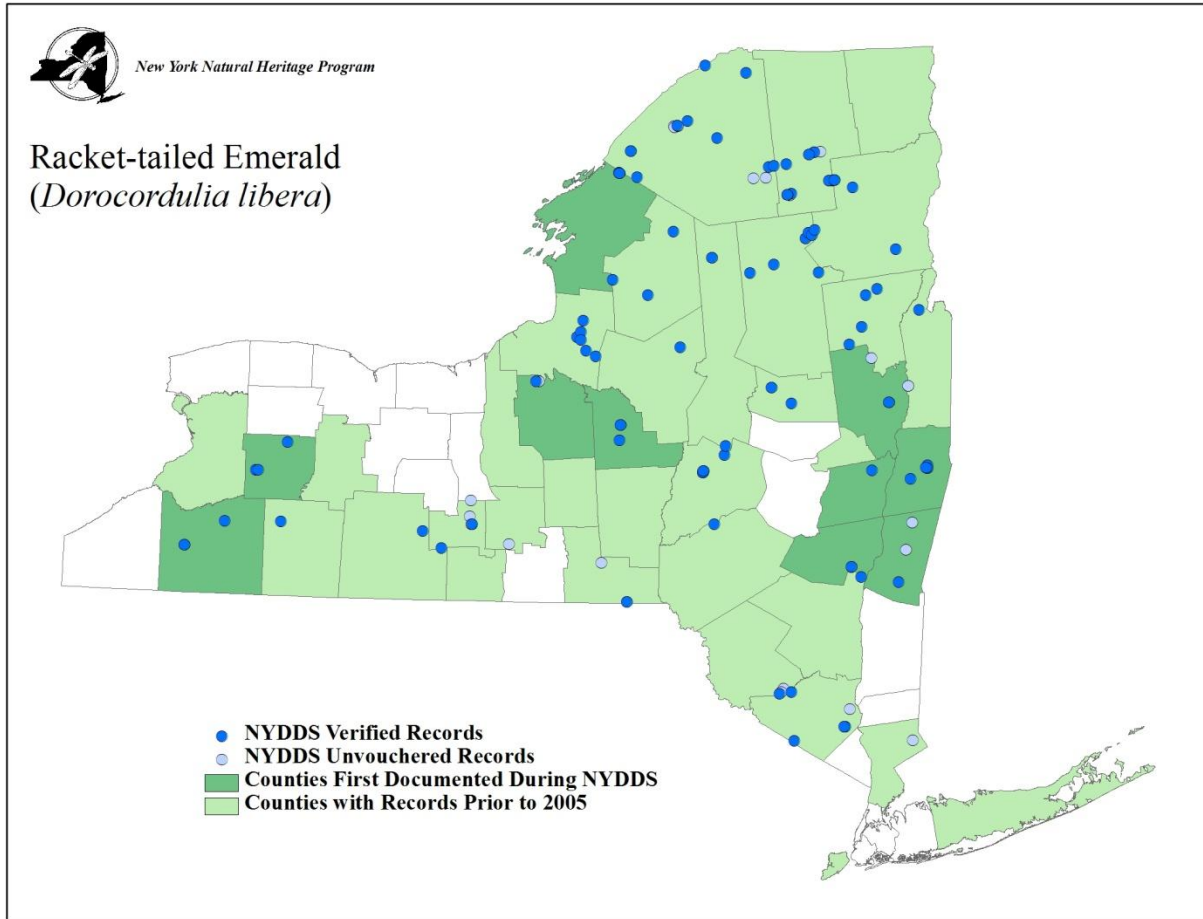 New York Natural Heritage Program
Racket-tailed Emerald
(Dorocordulia libera)
NYDDS Verified Records
NYDDS Unvouchered Records
Counties First Documented During NYDDS
Counties with Records Prior to 2005